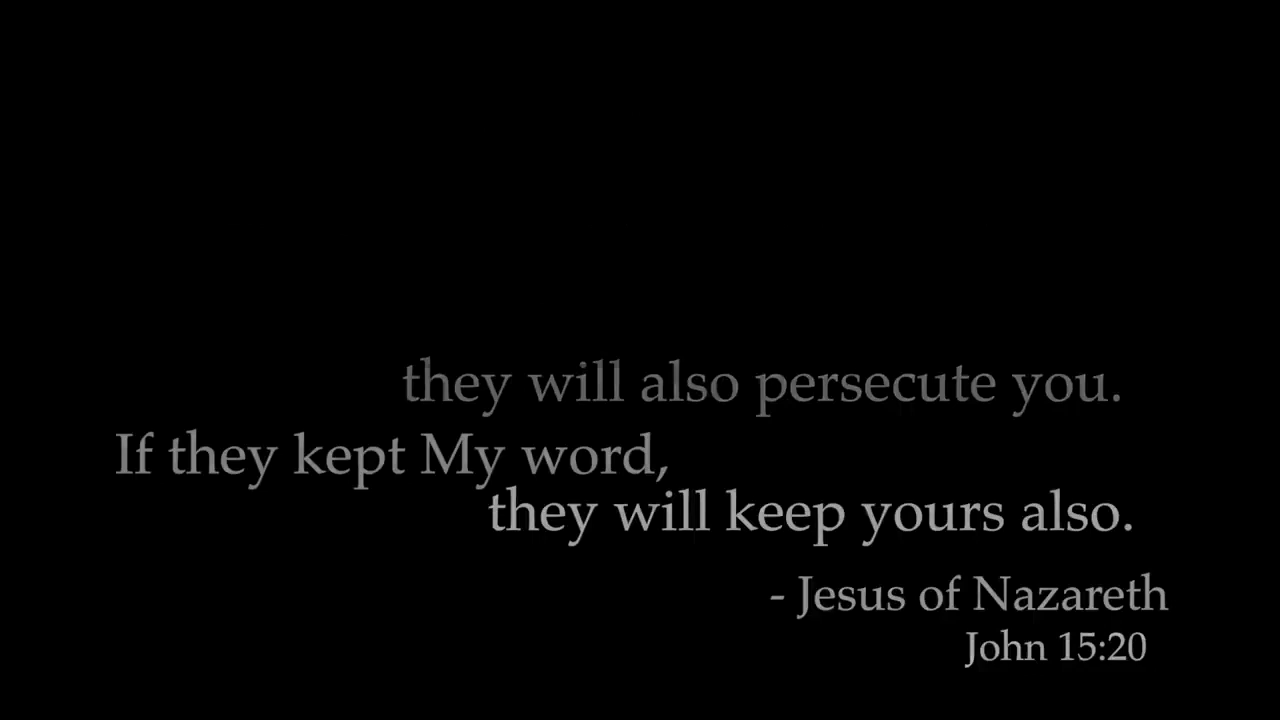 they will also persecute you.
If they kept My word,
they will keep yours also.
- Jesus of Nazareth
John 15:20